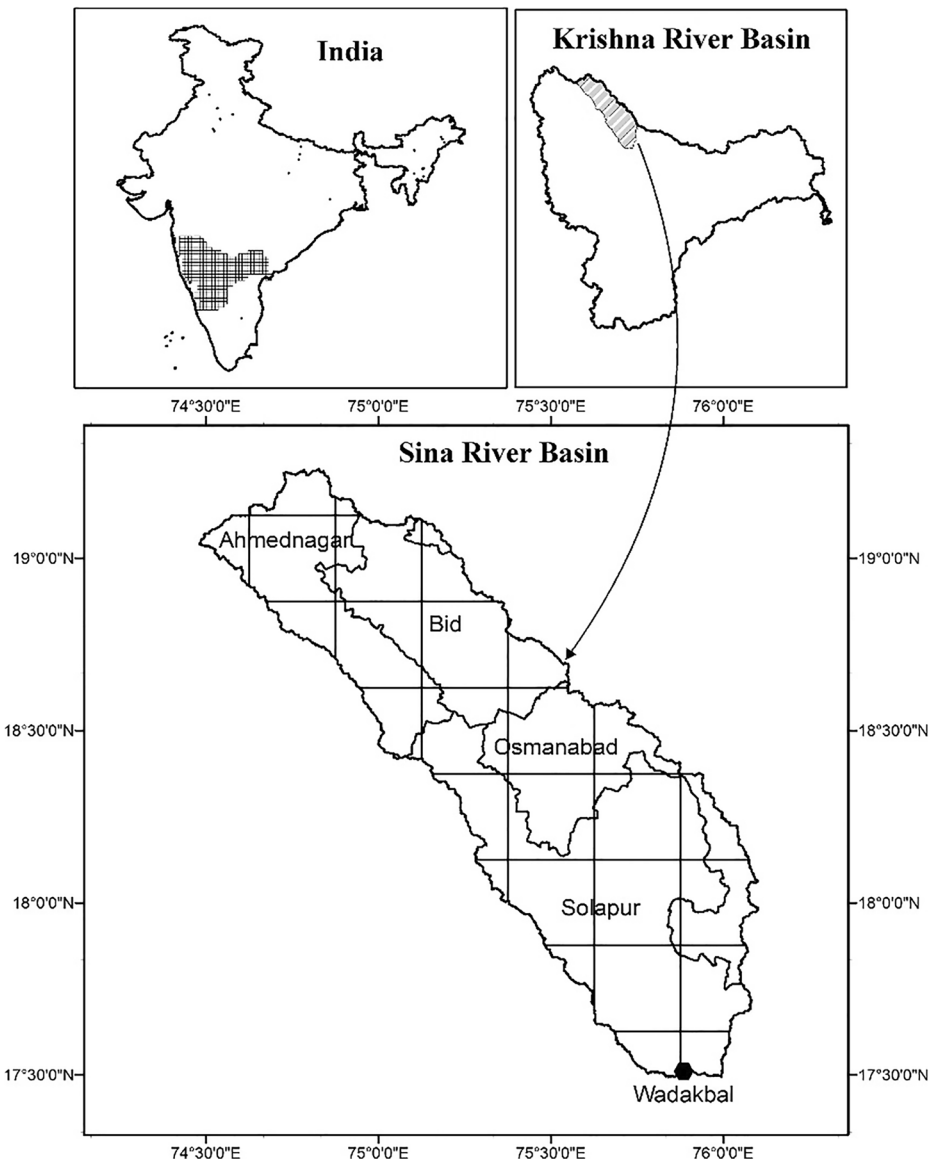 India
Krishna River Basin
74°30'0"E 75°0'0"E 75°30'0"E 76°0'0"E
Sina River Basin
Ahmednagar
19°0'0"N 19°0'0"N
Bid
18°30'0"N 18°30'0"N
Osmanabad
18°0'0"N 18°0'0"N
Solapur
17°30'0"N 17°30'0"N
Wadakbal
74°30'0"E 75°0'0"E 75°30'0"E 76°0'0"E